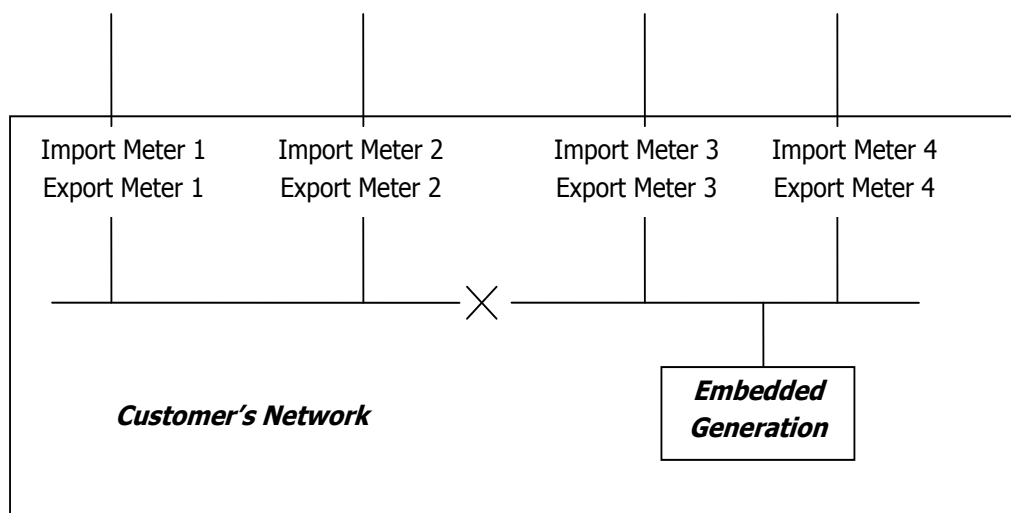 Import Meter 1
Export Meter 1
Import Meter 2
Export Meter 2
Import Meter 3
Export Meter 3
Import Meter 4
Export Meter 4
Customer’s Network
Embedded
Generation